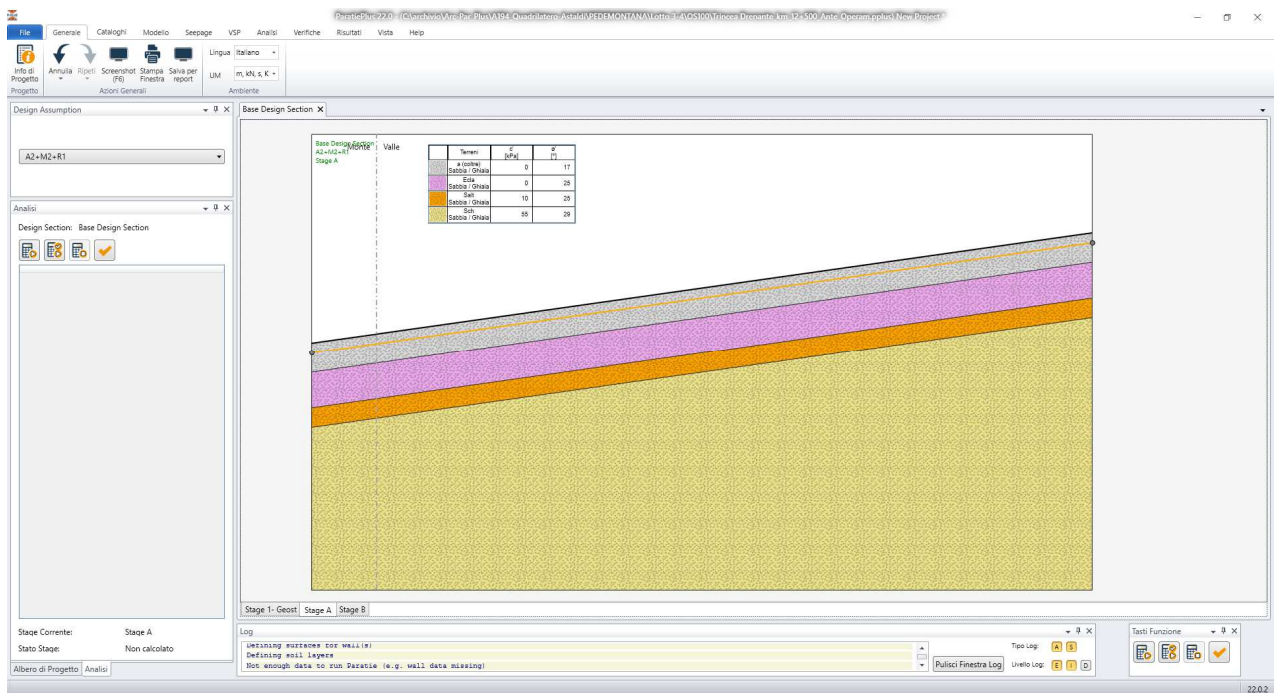 ParatiePlus 22.0 - (C:\archivio\Arc-Par-Plus\A194_Quadrilatero-Astaldi\PEDEMONTANA\Lotto-3-4\OS100\Trincea Drenante_km-12+500_Ante Operam.pplus) New Project*
File Generale Cataloghi Modello Seepage VSP Analisi Verifiche Risultati Vista Help
Info di Progetto
Annulla Ripeti Screenshot (F6) Stampa Finestra Salva per report
Lingua Italiano
UM m, kN, s, K
Progetto Azioni Generali Ambiente
Design Assumption
A2+M2+R1
Analisi
Design Section: Base Design Section
Stage Corrente: Stage A
Stato Stage: Non calcolato
Albero di Progetto Analisi
Base Design Section X
Base Design Section
A2+M2+R1
Stage A
Monte Valle
Terreni c' [kPa] ø' [°]
a (coltre) Sabbia / Ghiaia 0 17
Ecla Sabbia / Ghiaia 0 25
Salt Sabbia / Ghiaia 10 25
Sch Sabbia / Ghiaia 55 29
Stage 1- Geost Stage A Stage B
Log
Defining surfaces for wall(s)
Defining soil layers
Not enough data to run Paratie (e.g. wall data missing)
Pulisci Finestra Log
Tipo Log: A S
Livello Log: E I D
Tasti Funzione
22.0.2